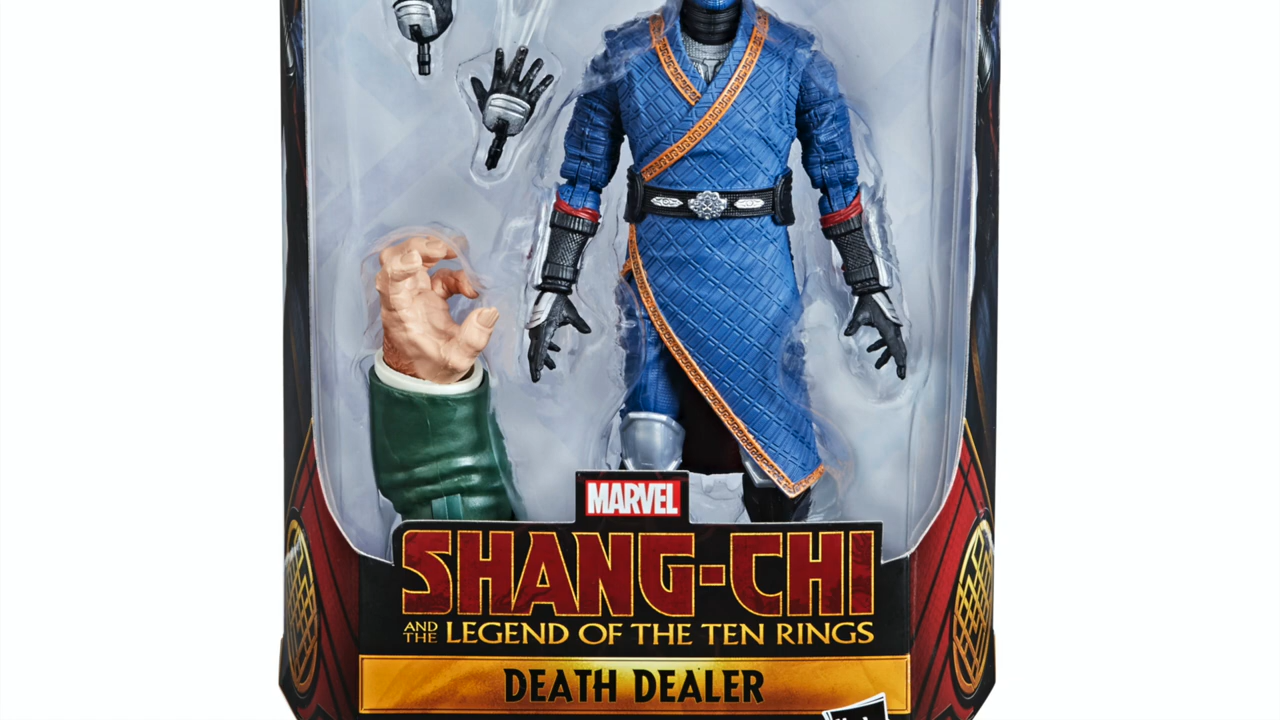 MARVEL
SHANG-CHI
AND THE LEGEND OF THE TEN RINGS
DEATH DEALER